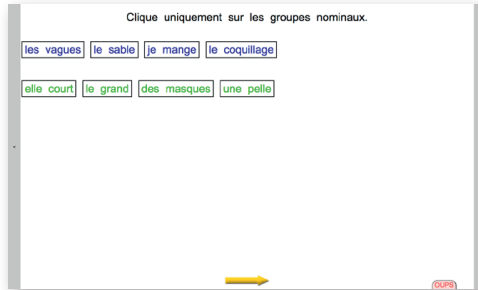 Clique uniquement sur les groupes nominaux.
les vagues le sable je mange le coquillage
elle court le grand des masques une pelle
OUPS